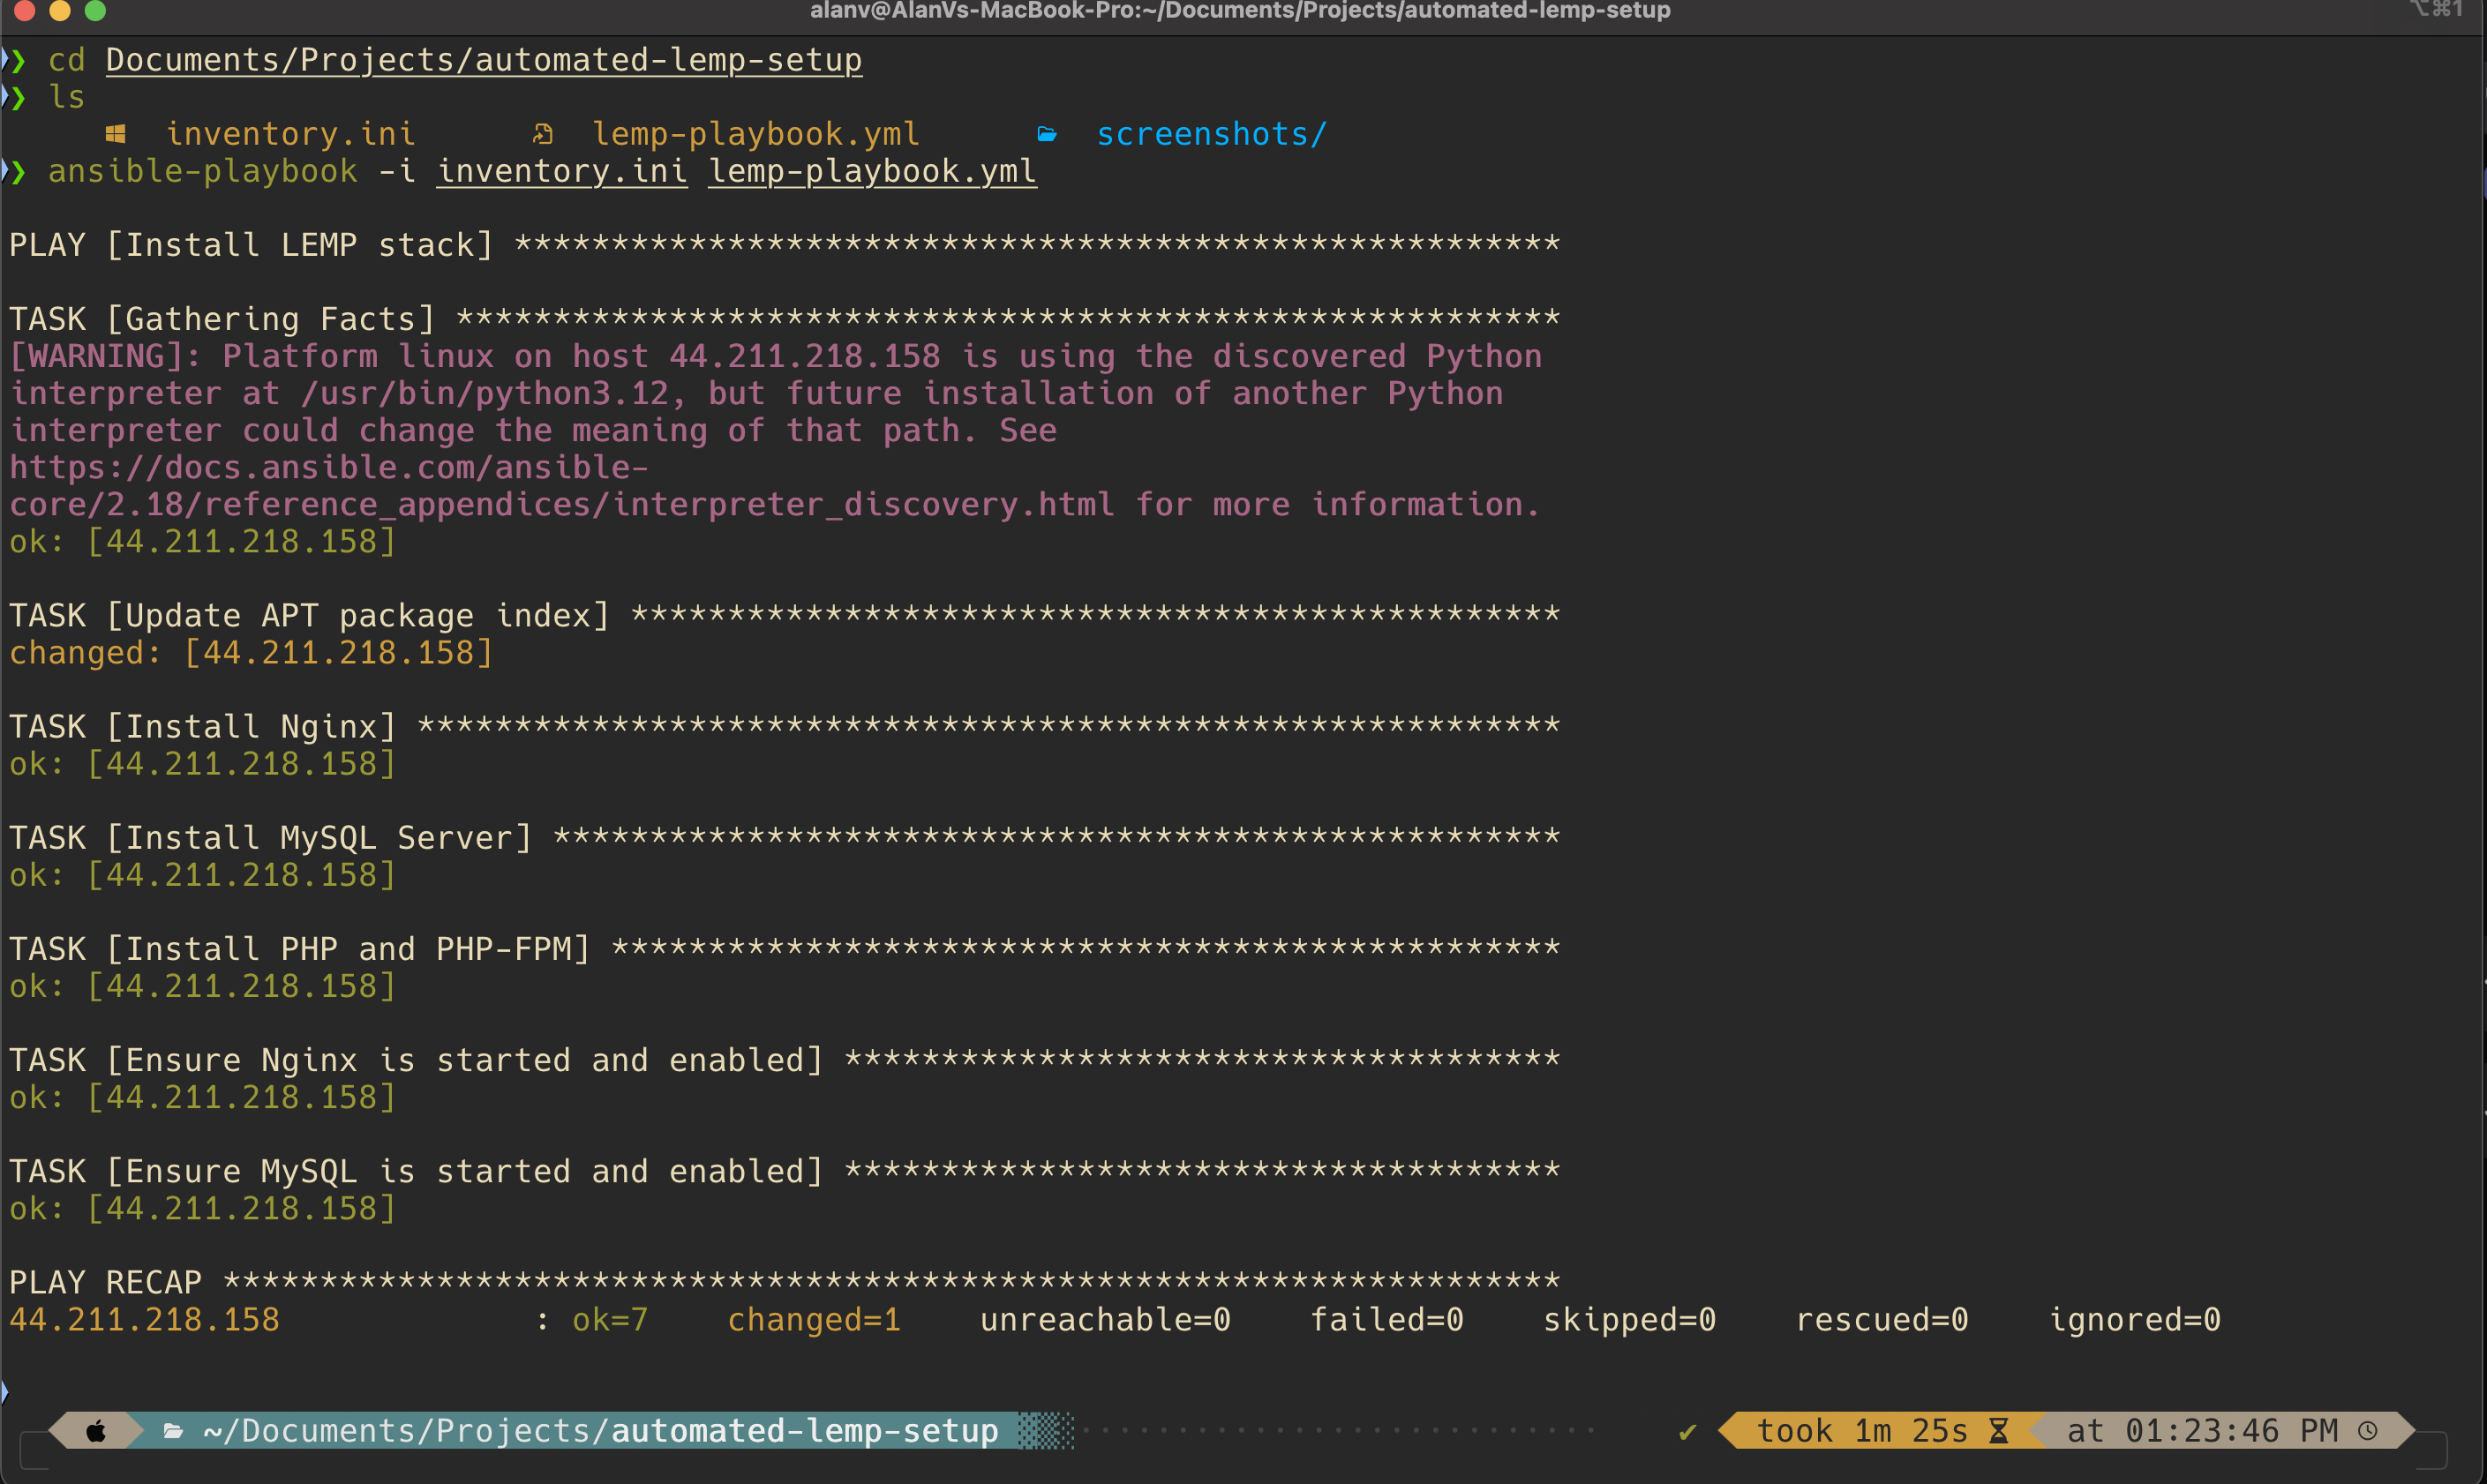 alanv@AlanVs-MacBook-Pro:~/Documents/Projects/automated-lemp-setup ⌥⌘1
❯ cd Documents/Projects/automated-lemp-setup
❯ ls
inventory.ini lemp-playbook.yml screenshots/
❯ ansible-playbook -i inventory.ini lemp-playbook.yml
PLAY [Install LEMP stack] ******************************************************
TASK [Gathering Facts] *********************************************************
[WARNING]: Platform linux on host 44.211.218.158 is using the discovered Python
interpreter at /usr/bin/python3.12, but future installation of another Python
interpreter could change the meaning of that path. See
https://docs.ansible.com/ansible-
core/2.18/reference_appendices/interpreter_discovery.html for more information.
ok: [44.211.218.158]
TASK [Update APT package index] ************************************************
changed: [44.211.218.158]
TASK [Install Nginx] ***********************************************************
ok: [44.211.218.158]
TASK [Install MySQL Server] ****************************************************
ok: [44.211.218.158]
TASK [Install PHP and PHP-FPM] *************************************************
ok: [44.211.218.158]
TASK [Ensure Nginx is started and enabled] *************************************
ok: [44.211.218.158]
TASK [Ensure MySQL is started and enabled] *************************************
ok: [44.211.218.158]
PLAY RECAP *********************************************************************
44.211.218.158 : ok=7 changed=1 unreachable=0 failed=0 skipped=0 rescued=0 ignored=0
~/Documents/Projects/automated-lemp-setup ✔ took 1m 25s at 01:23:46 PM